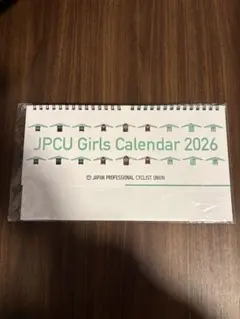 JPCU Girls Calendar 2026
JAPAN PROFESSIONAL CYCLIST UNION